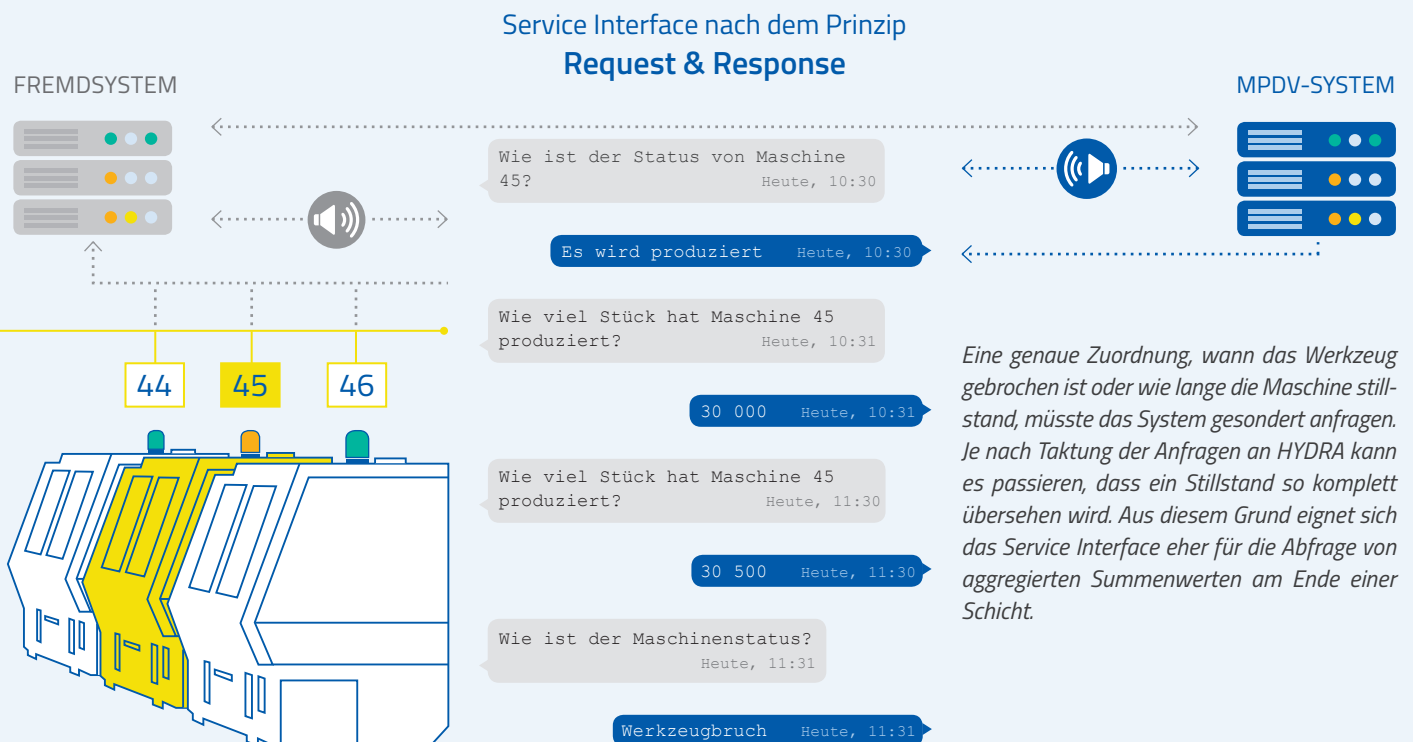 Service Interface nach dem Prinzip
Request & Response
FREMDSYSTEM
MPDV-SYSTEM
Wie ist der Status von Maschine
45? Heute, 10:30
Es wird produziert Heute, 10:30
Wie viel Stück hat Maschine 45
produziert? Heute, 10:31
30 000 Heute, 10:31
Wie viel Stück hat Maschine 45
produziert? Heute, 11:30
30 500 Heute, 11:30
Wie ist der Maschinenstatus?
Heute, 11:31
Werkzeugbruch Heute, 11:31
44 45 46
Eine genaue Zuordnung, wann das Werkzeug
gebrochen ist oder wie lange die Maschine still-
stand, müsste das System gesondert anfragen.
Je nach Taktung der Anfragen an HYDRA kann
es passieren, dass ein Stillstand so komplett
übersehen wird. Aus diesem Grund eignet sich
das Service Interface eher für die Abfrage von
aggregierten Summenwerten am Ende einer
Schicht.